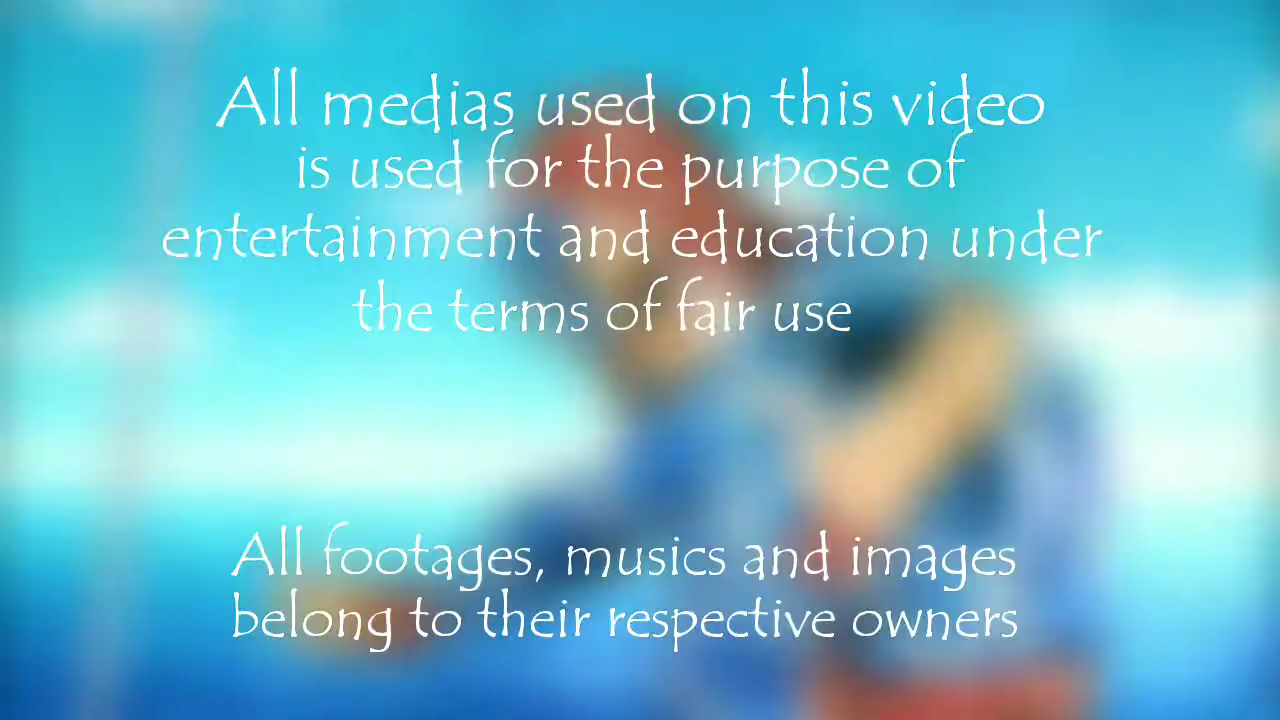 All medias used on this video
is used for the purpose of
entertainment and education under
the terms of fair use
All footages, musics and images
belong to their respective owners